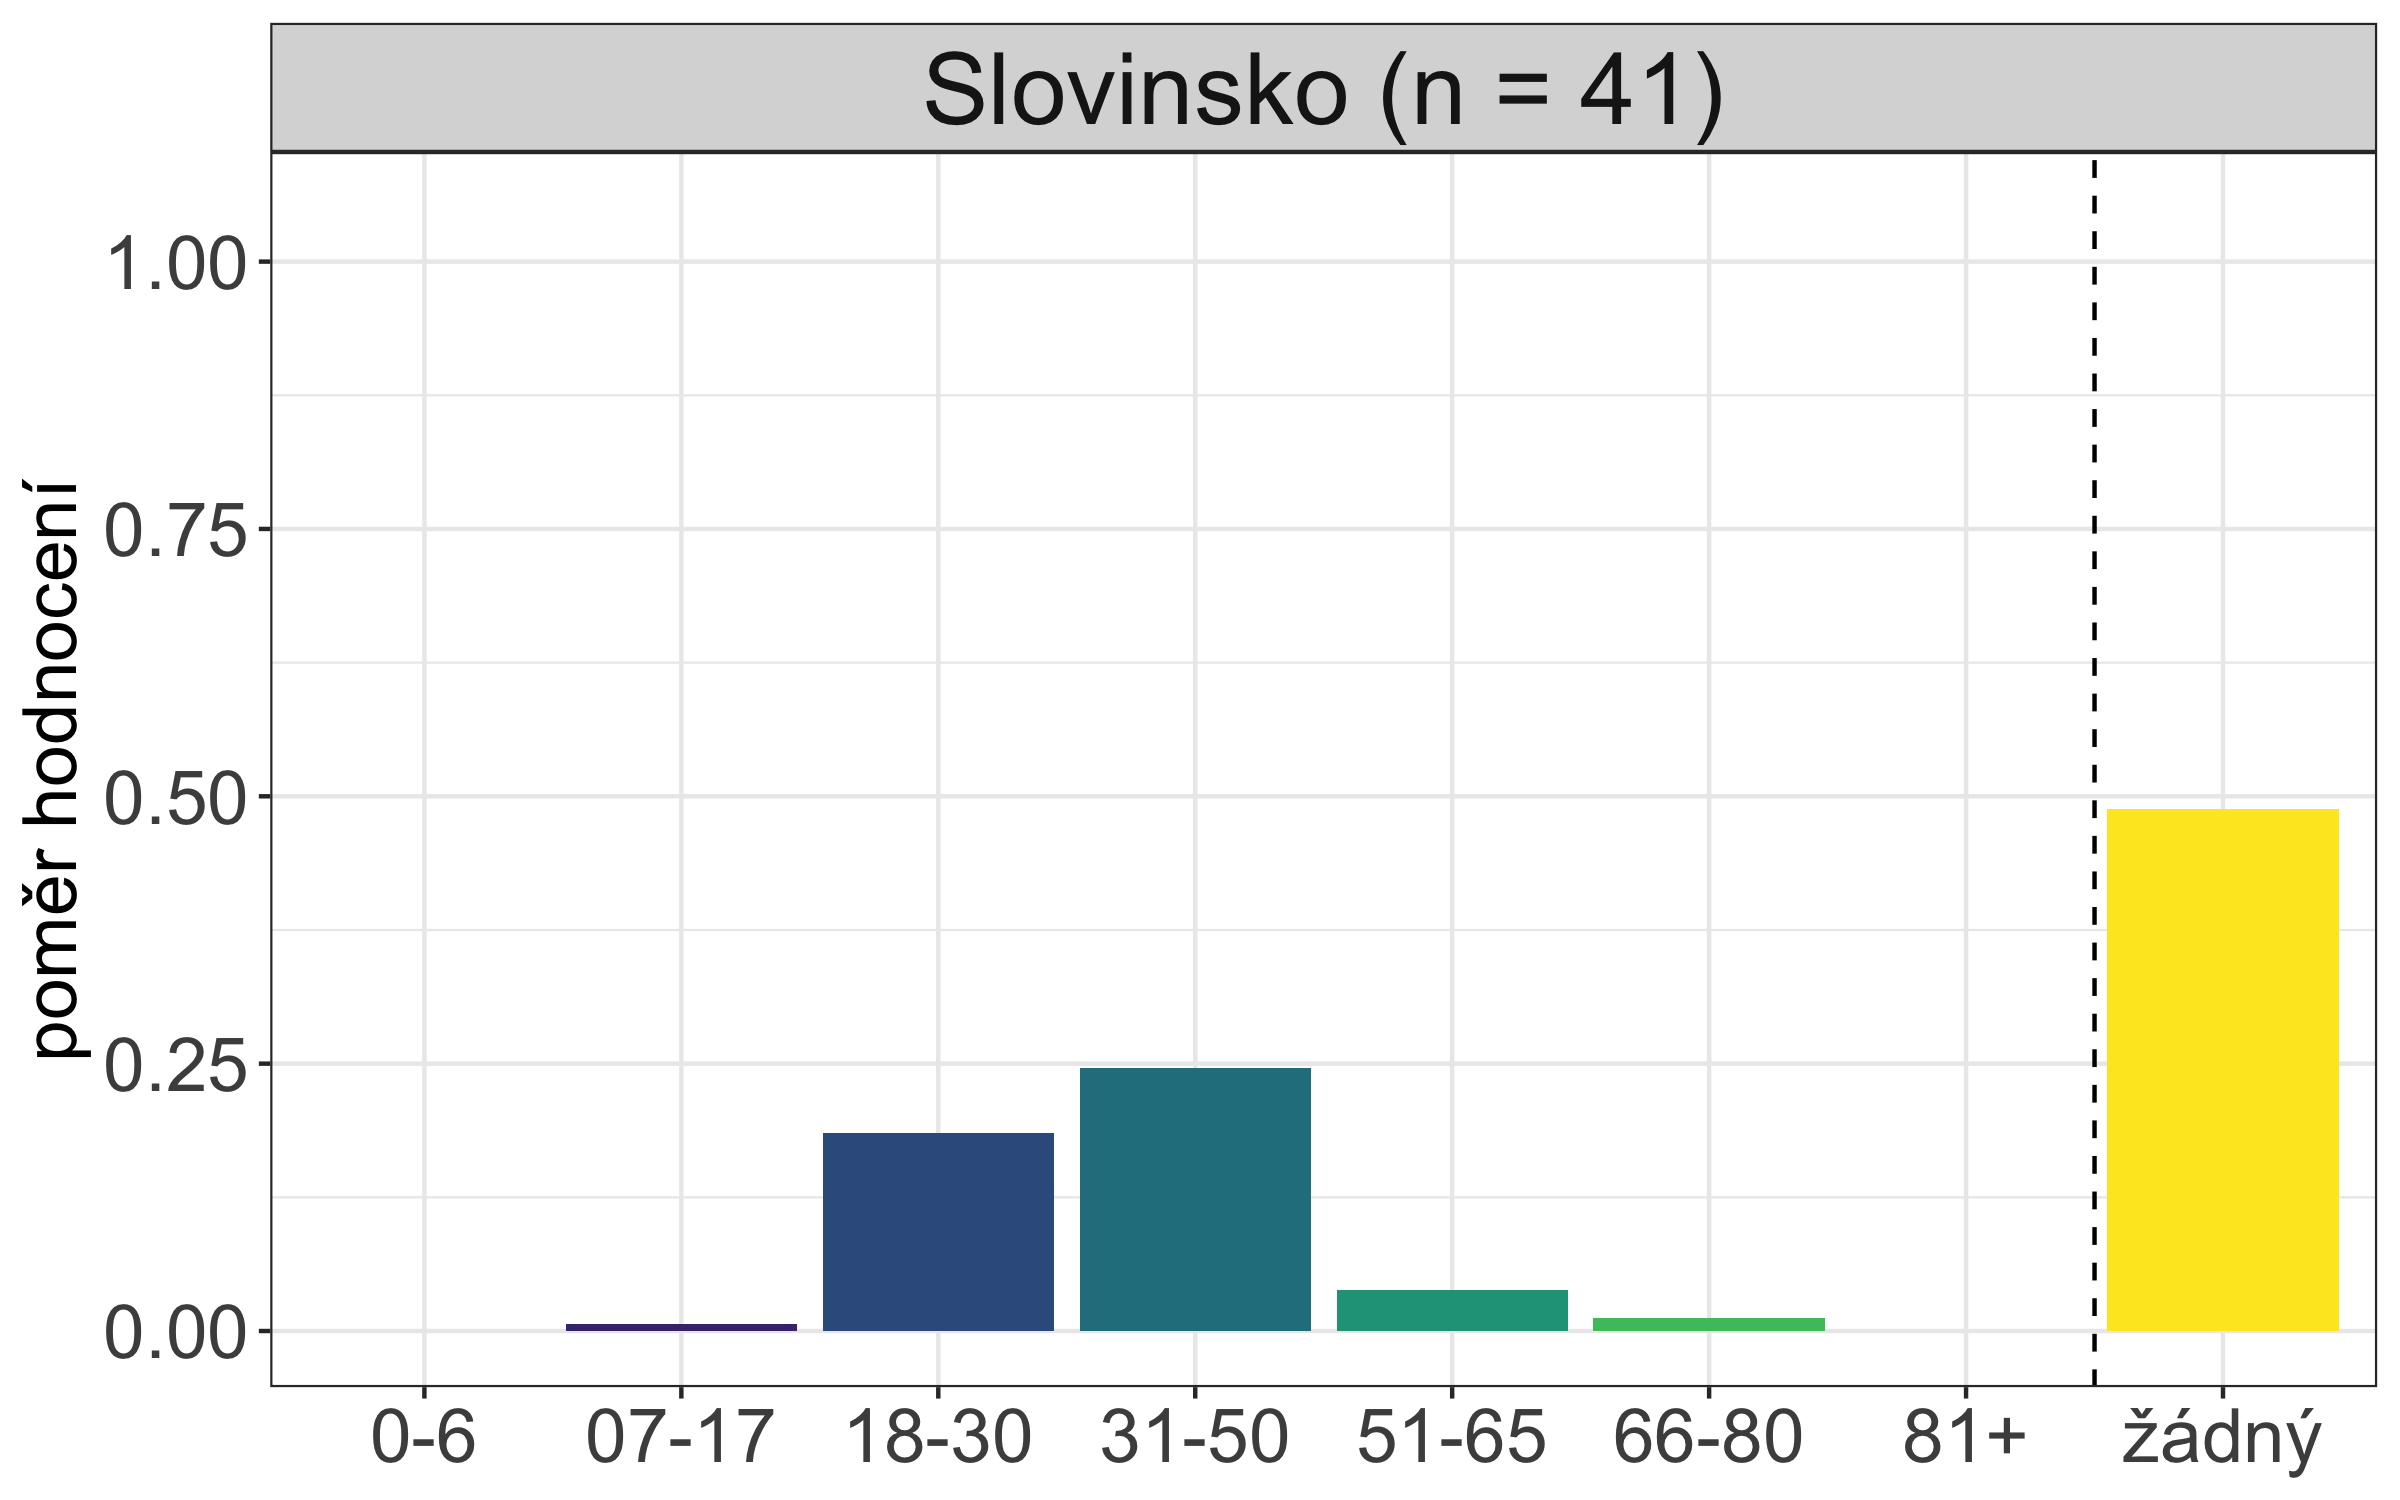 Slovinsko (n = 41)
poměr hodnocení
1.00
0.75
0.50
0.25
0.00
0-6 07-17 18-30 31-50 51-65 66-80 81+ žádný